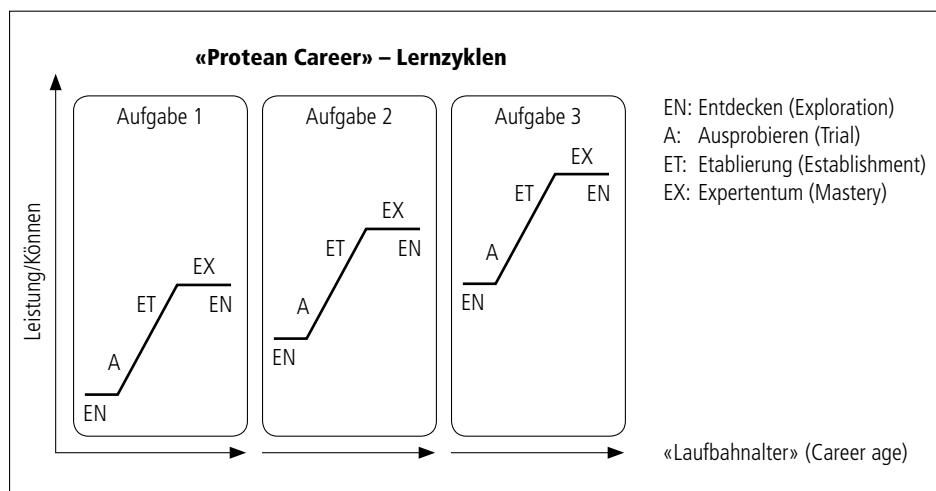 «Protean Career» – Lernzyklen
Leistung/Können
Aufgabe 1
EN
A
ET
EX
EN
Aufgabe 2
EN
A
ET
EX
EN
Aufgabe 3
EN
A
ET
EX
EN
EN: Entdecken (Exploration)
A: Ausprobieren (Trial)
ET: Etablierung (Establishment)
EX: Expertentum (Mastery)
«Laufbahnalter» (Career age)